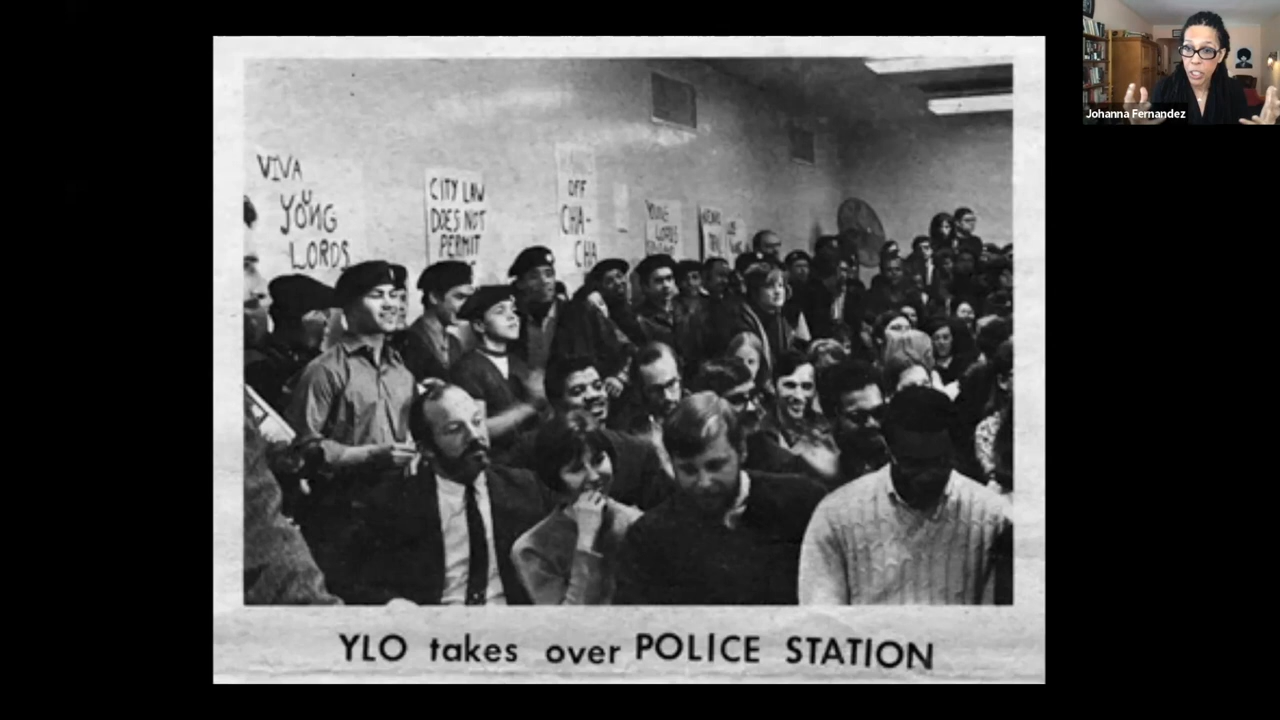 VIVA
YOUNG
LORDS
CITY LAW
DOES NOT
PERMIT
OFF
CHA-
CHA
YOUNG
LORDS
YLO takes over POLICE STATION
Johanna Fernandez